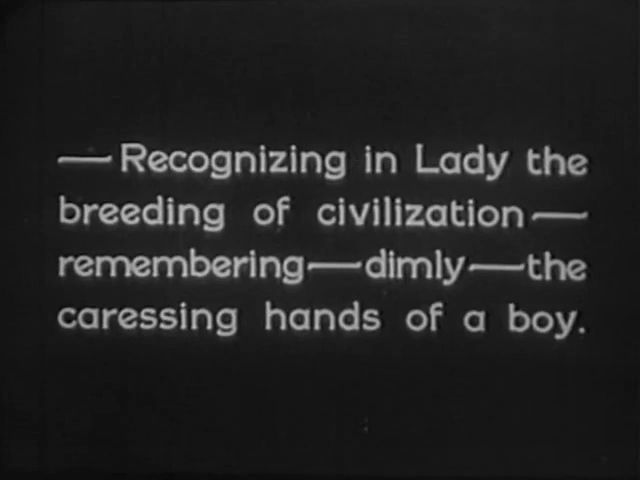 —Recognizing in Lady the
breeding of civilization—
remembering—dimly—the
caressing hands of a boy.